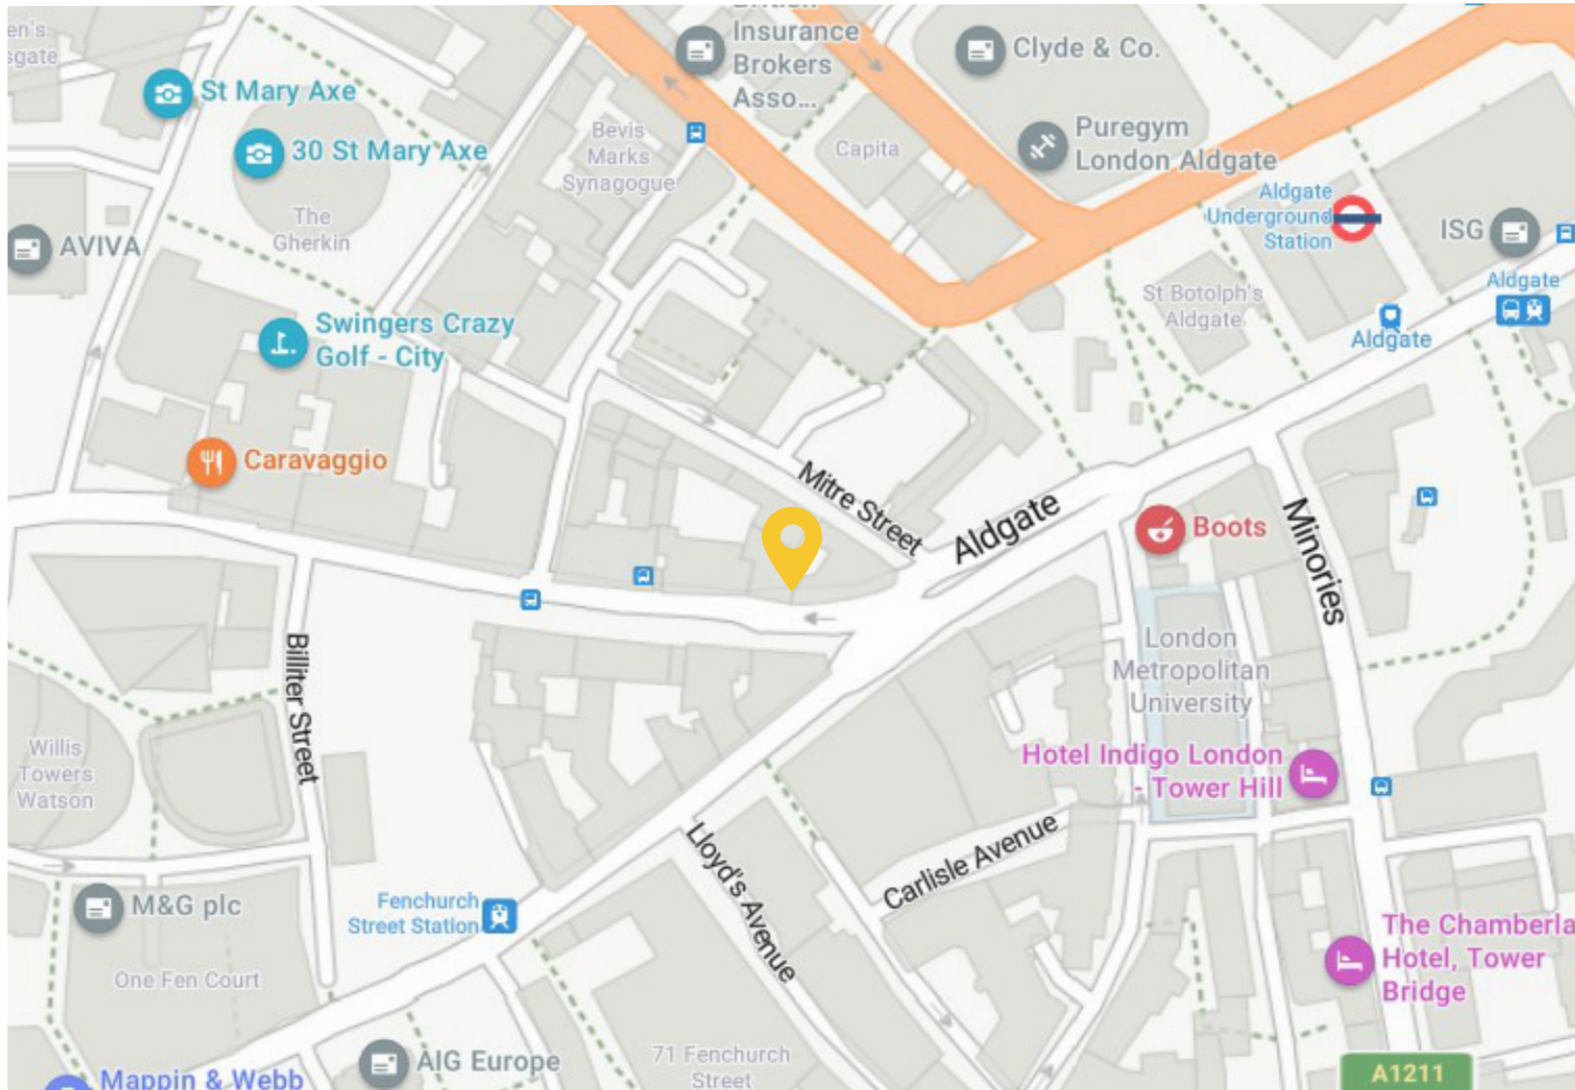 en's
sgate
St Mary Axe
30 St Mary Axe
The
Gherkin
AVIVA
Bevis
Marks
Synagogue
British
Insurance
Brokers
Asso...
Capita
Clyde & Co.
Puregym
London Aldgate
Aldgate
Underground
Station
ISG
Aldgate
St Botolph's
Aldgate
Aldgate
Swingers Crazy
Golf - City
Caravaggio
Mitre Street
Aldgate
Boots
Minories
London
Metropolitan
University
Billiter Street
Willis
Towers
Watson
Hotel Indigo London
- Tower Hill
Lloyd's Avenue
Carlisle Avenue
M&G plc
Fenchurch
Street Station
One Fen Court
The Chamberla
Hotel, Tower
Bridge
AIG Europe
71 Fenchurch
Street
Mappin & Webb
A1211